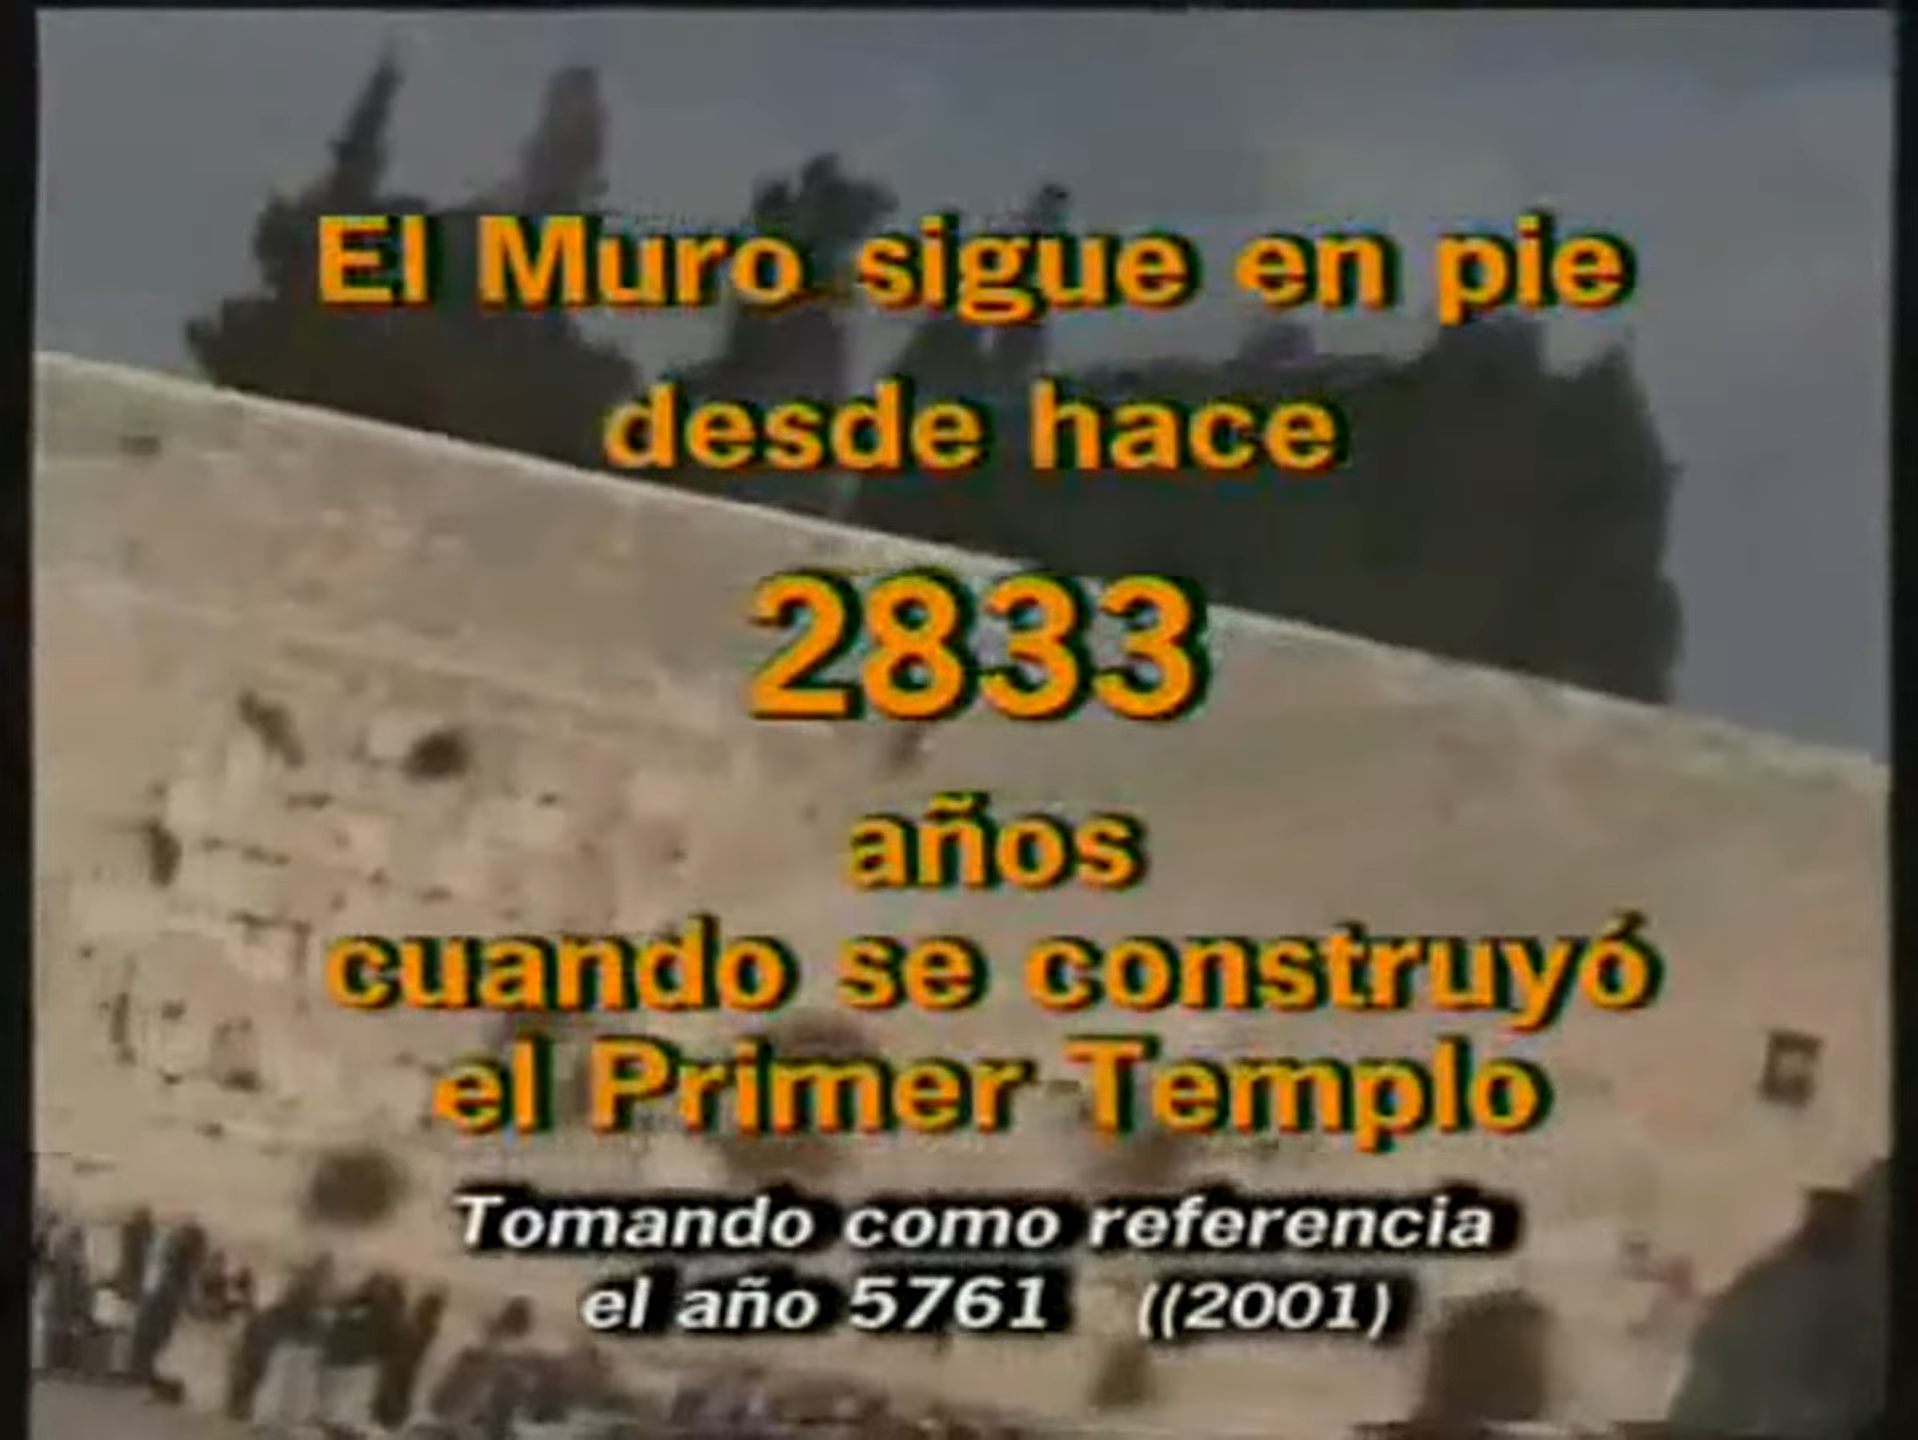 El Muro sigue en pie
desde hace
2833
años
cuando se construyó
el Primer Templo
Tomando como referencia
el año 5761 ((2001)